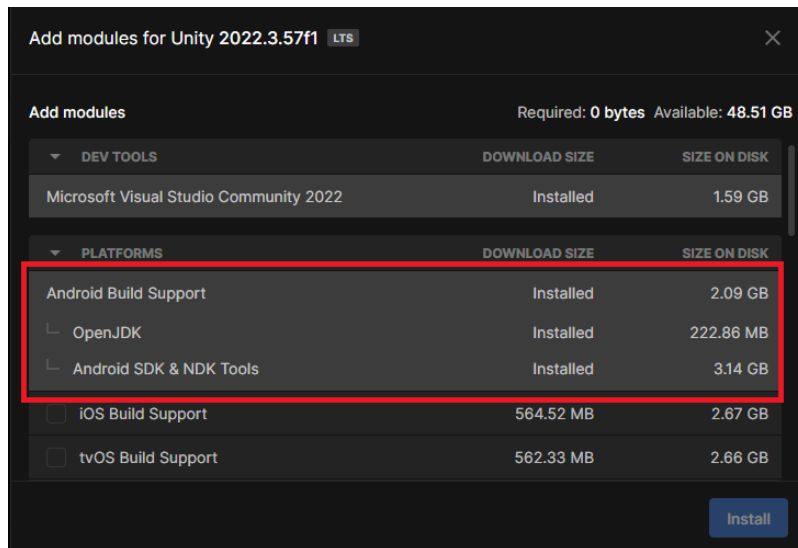 Add modules for Unity 2022.3.57f1 LTS
Add modules Required: 0 bytes Available: 48.51 GB
DEV TOOLS DOWNLOAD SIZE SIZE ON DISK
Microsoft Visual Studio Community 2022 Installed 1.59 GB
PLATFORMS DOWNLOAD SIZE SIZE ON DISK
Android Build Support Installed 2.09 GB
OpenJDK Installed 222.86 MB
Android SDK & NDK Tools Installed 3.14 GB
iOS Build Support 564.52 MB 2.67 GB
tvOS Build Support 562.33 MB 2.66 GB
Install